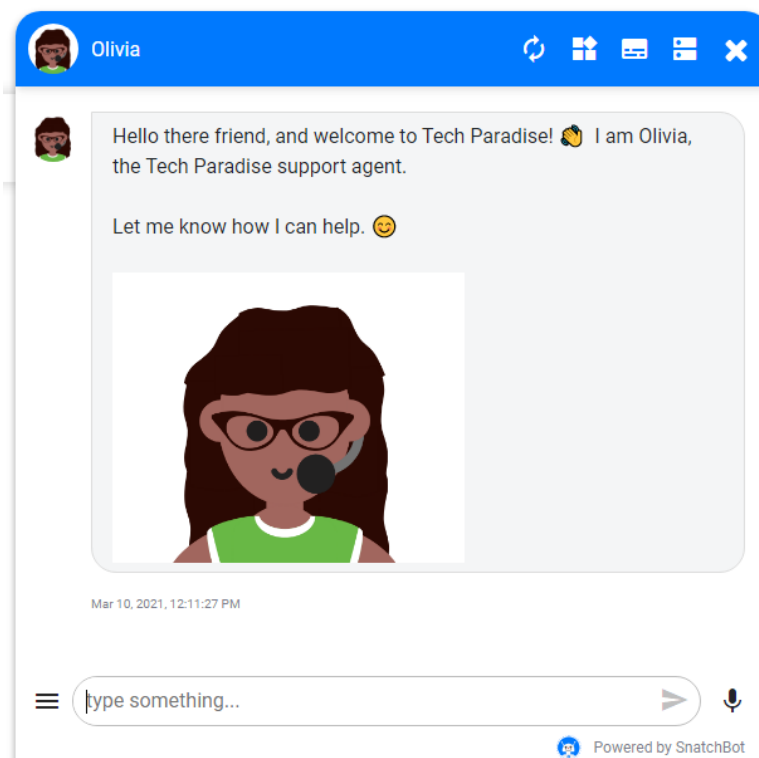 Olivia
Hello there friend, and welcome to Tech Paradise! 👏 I am Olivia,
the Tech Paradise support agent.
Let me know how I can help. 😊
Mar 10, 2021, 12:11:27 PM
type something...
Powered by SnatchBot